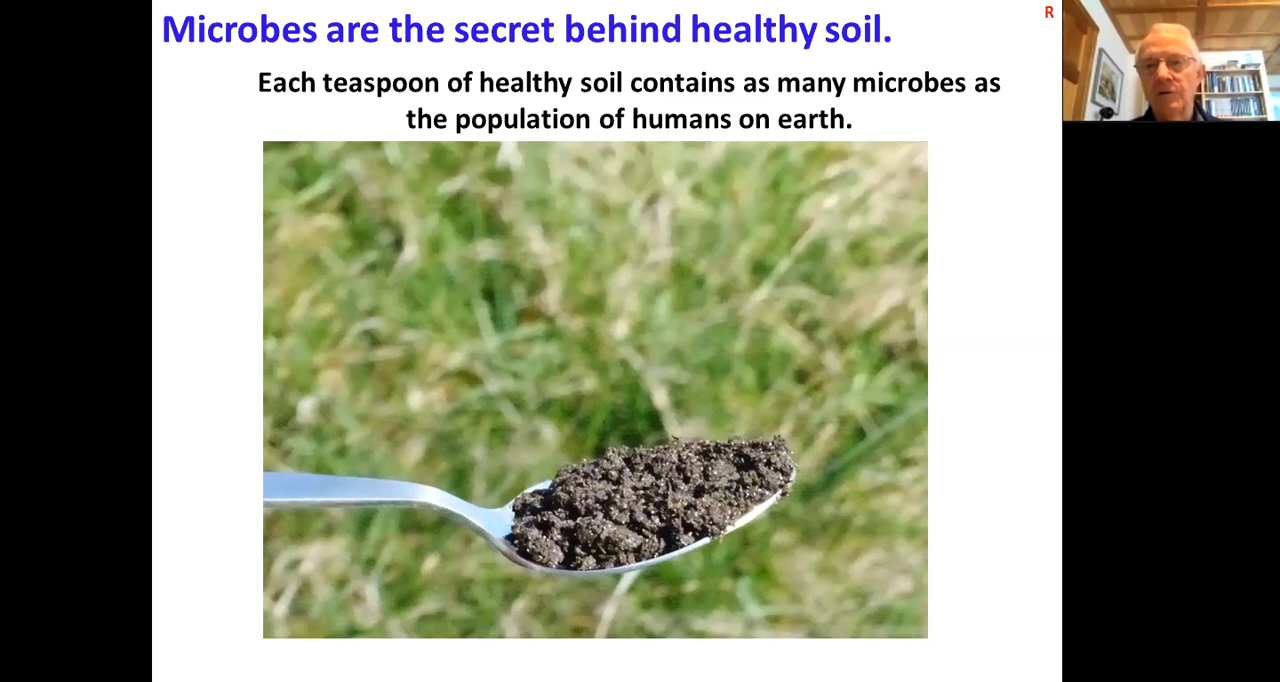 Microbes are the secret behind healthy soil.
R
Each teaspoon of healthy soil contains as many microbes as
the population of humans on earth.